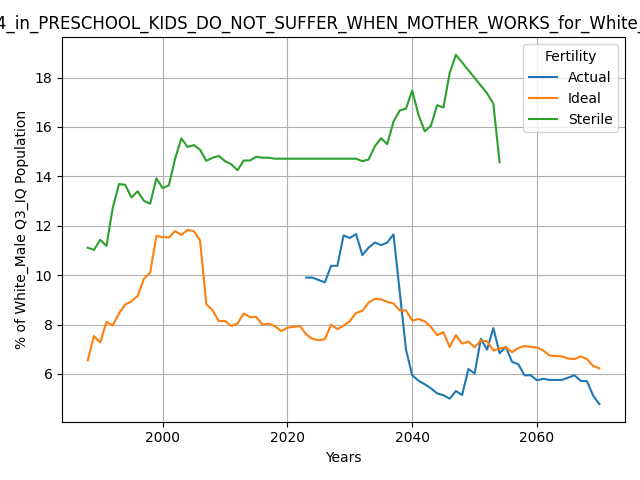 4_in_PRESCHOOL_KIDS_DO_NOT_SUFFER_WHEN_MOTHER_WORKS_for_White_
% of White_Male Q3_IQ Population
18
16
14
12
10
8
6
Fertility
Actual
Ideal
Sterile
2000 2020 2040 2060
Years